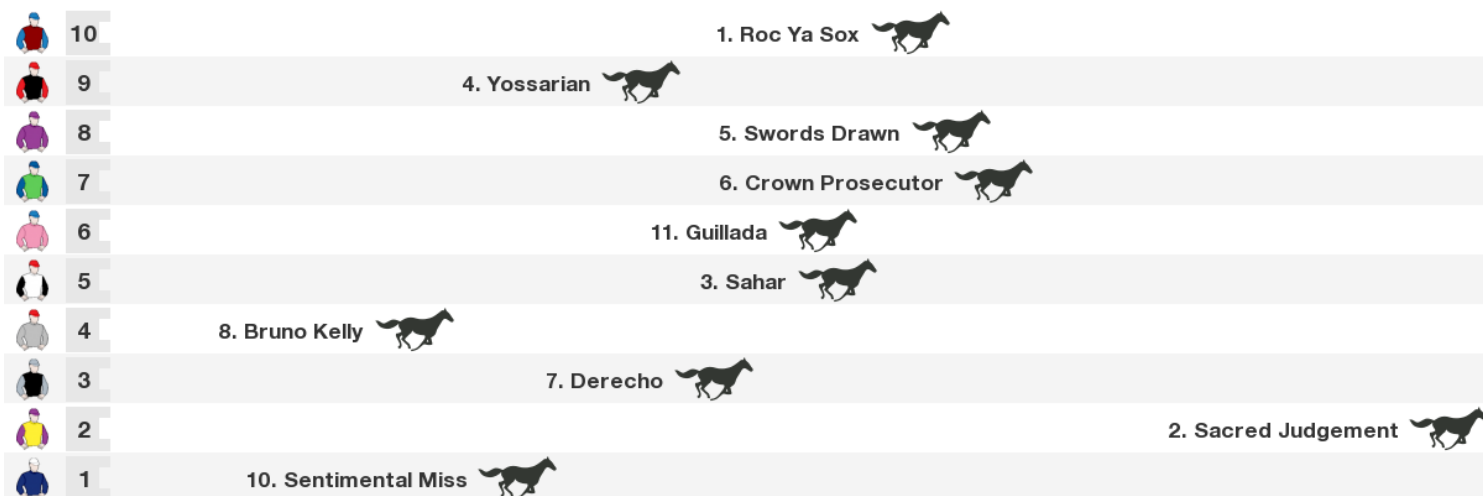 10 1. Roc Ya Sox
9 4. Yossarian
8 5. Swords Drawn
7 6. Crown Prosecutor
6 11. Guillada
5 3. Sahar
4 8. Bruno Kelly
3 7. Derecho
2 2. Sacred Judgement
1 10. Sentimental Miss